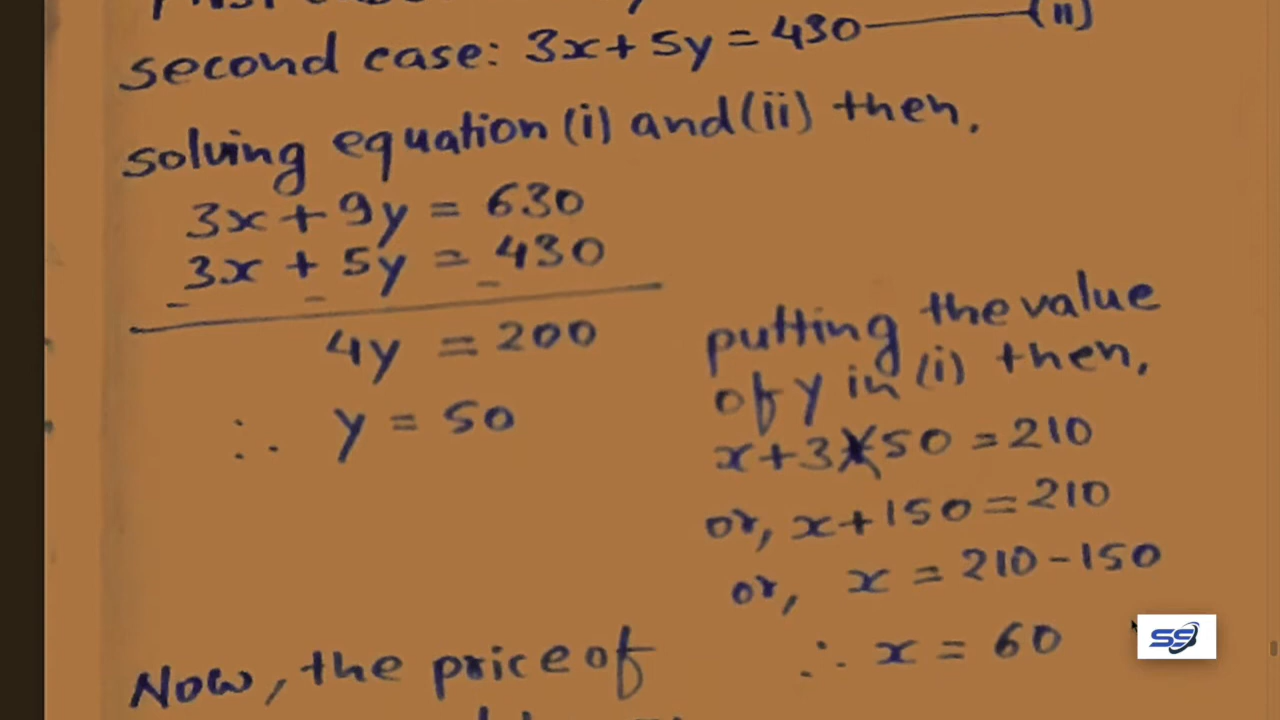 second case: 3x+5y=430——(ii)
solving equation (i) and (ii) then,
3x+9y = 630
3x + 5y = 430
- - -
4y = 200
∴ y = 50
putting the value
of y in (i) then,
x+3×50 = 210
or, x+150=210
or, x = 210-150
∴ x = 60
Now, the price of
SS